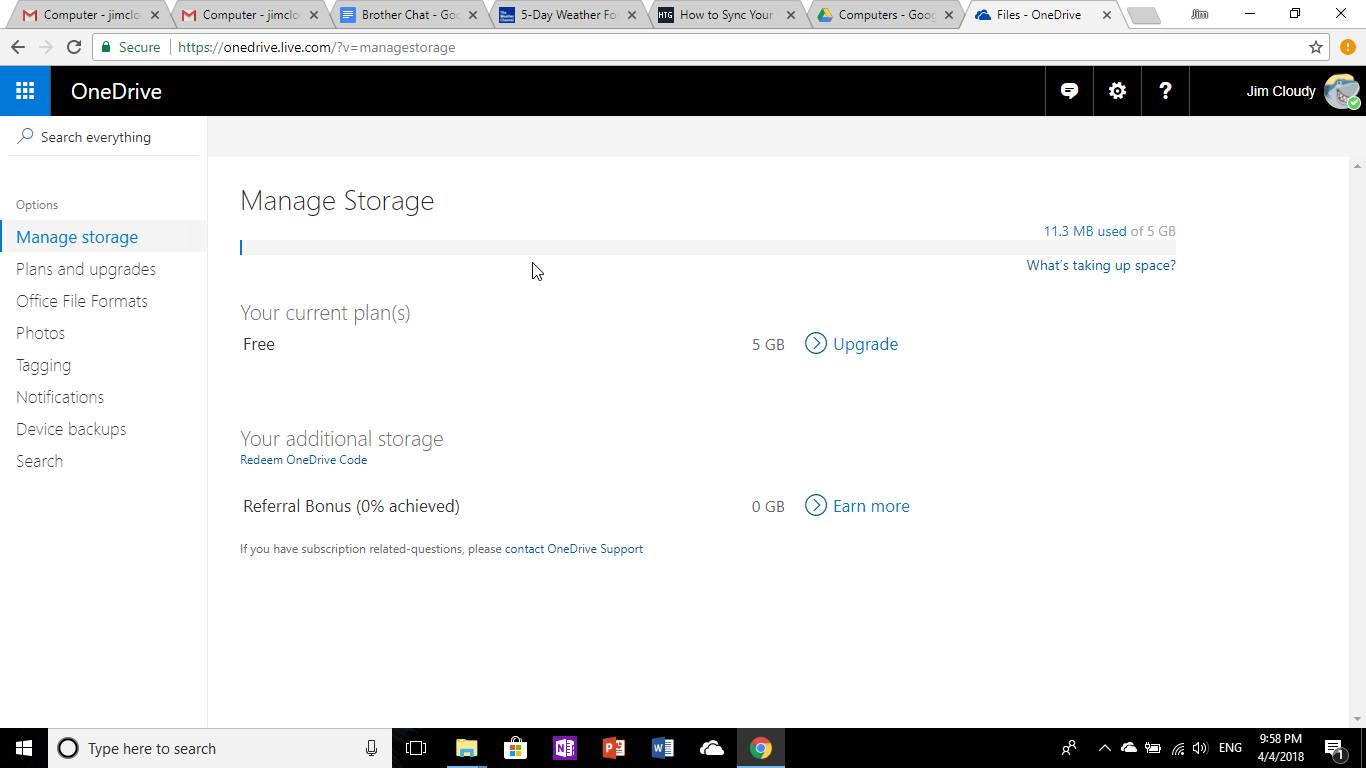 Computer - jimclo
Computer - jimclo
Brother Chat - Goo
5-Day Weather Fo
HTG How to Sync Your
Computers - Goog
Files - OneDrive
Jim
Secure https://onedrive.live.com/?v=managestorage
OneDrive
Jim Cloudy
Search everything
Options
Manage storage
Plans and upgrades
Office File Formats
Photos
Tagging
Notifications
Device backups
Search
Manage Storage
11.3 MB used of 5 GB
What's taking up space?
Your current plan(s)
Free 5 GB Upgrade
Your additional storage
Redeem OneDrive Code
Referral Bonus (0% achieved) 0 GB Earn more
If you have subscription related-questions, please contact OneDrive Support
Type here to search
ENG
9:58 PM
4/4/2018
1